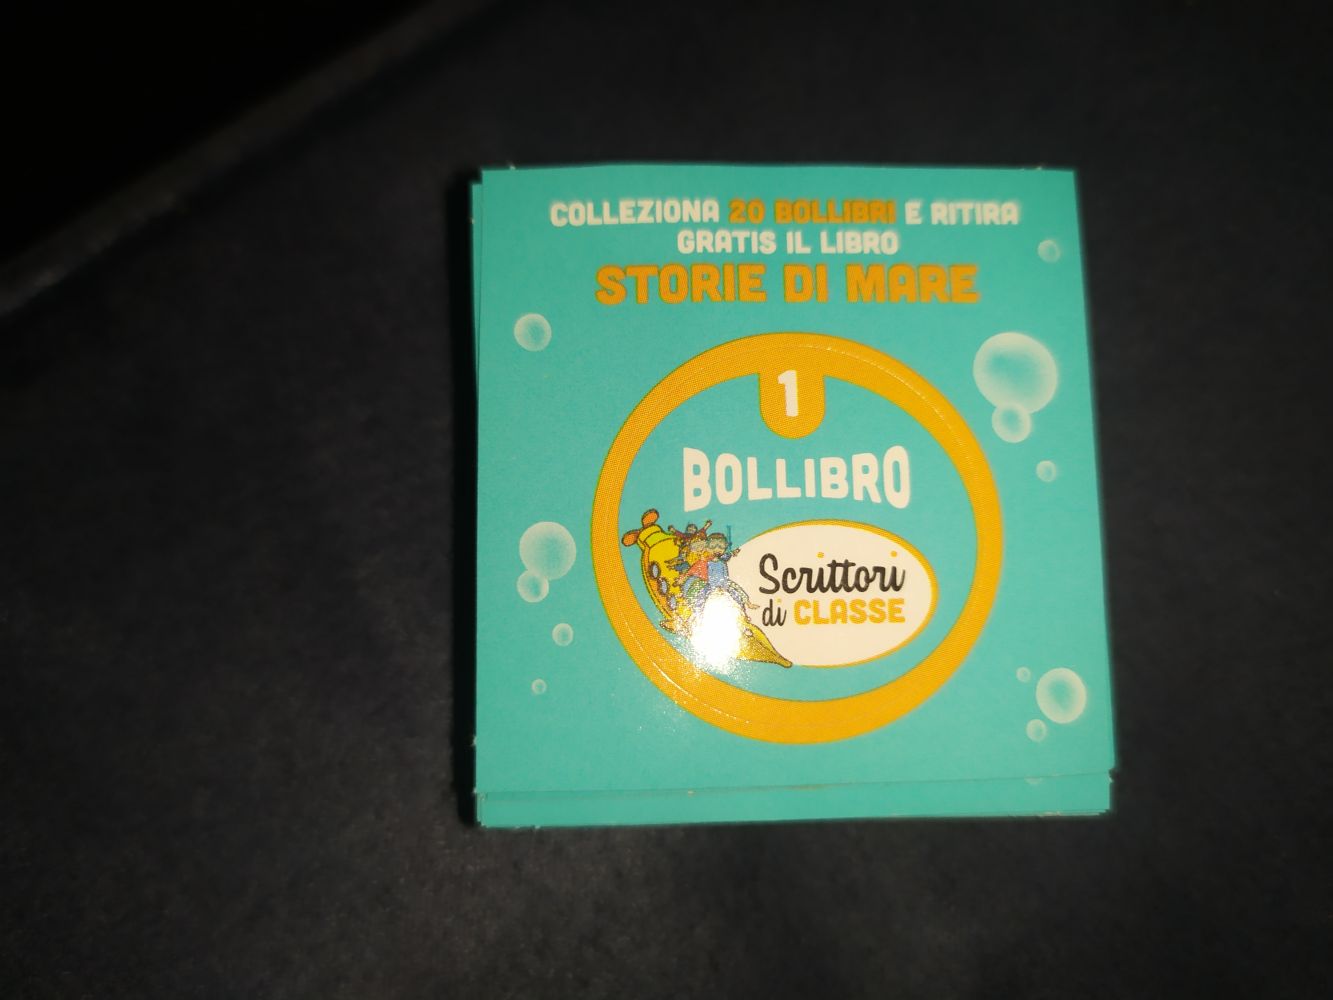 COLLEZIONA 20 BOLLIBRI E RITIRA
GRATIS IL LIBRO
STORIE DI MARE
1
BOLLIBRO
Scrittori
di CLASSE